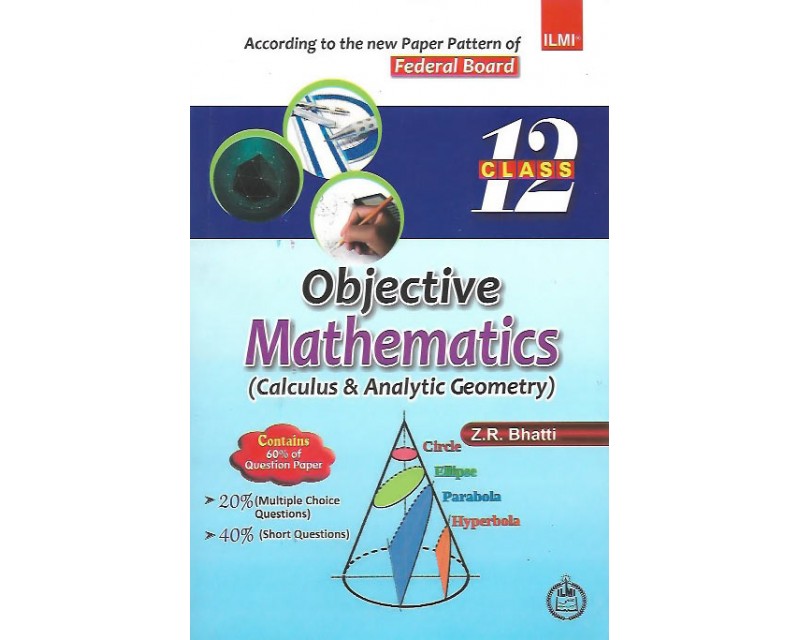 According to the new Paper Pattern of
Federal Board
ILMI®
12
CLASS
Objective
Mathematics
(Calculus & Analytic Geometry)
Z.R. Bhatti
Contains
60% of
Question Paper
➢ 20% (Multiple Choice
Questions)
➢ 40% (Short Questions)
Circle
Ellipse
Parabola
Hyperbola
ILMI